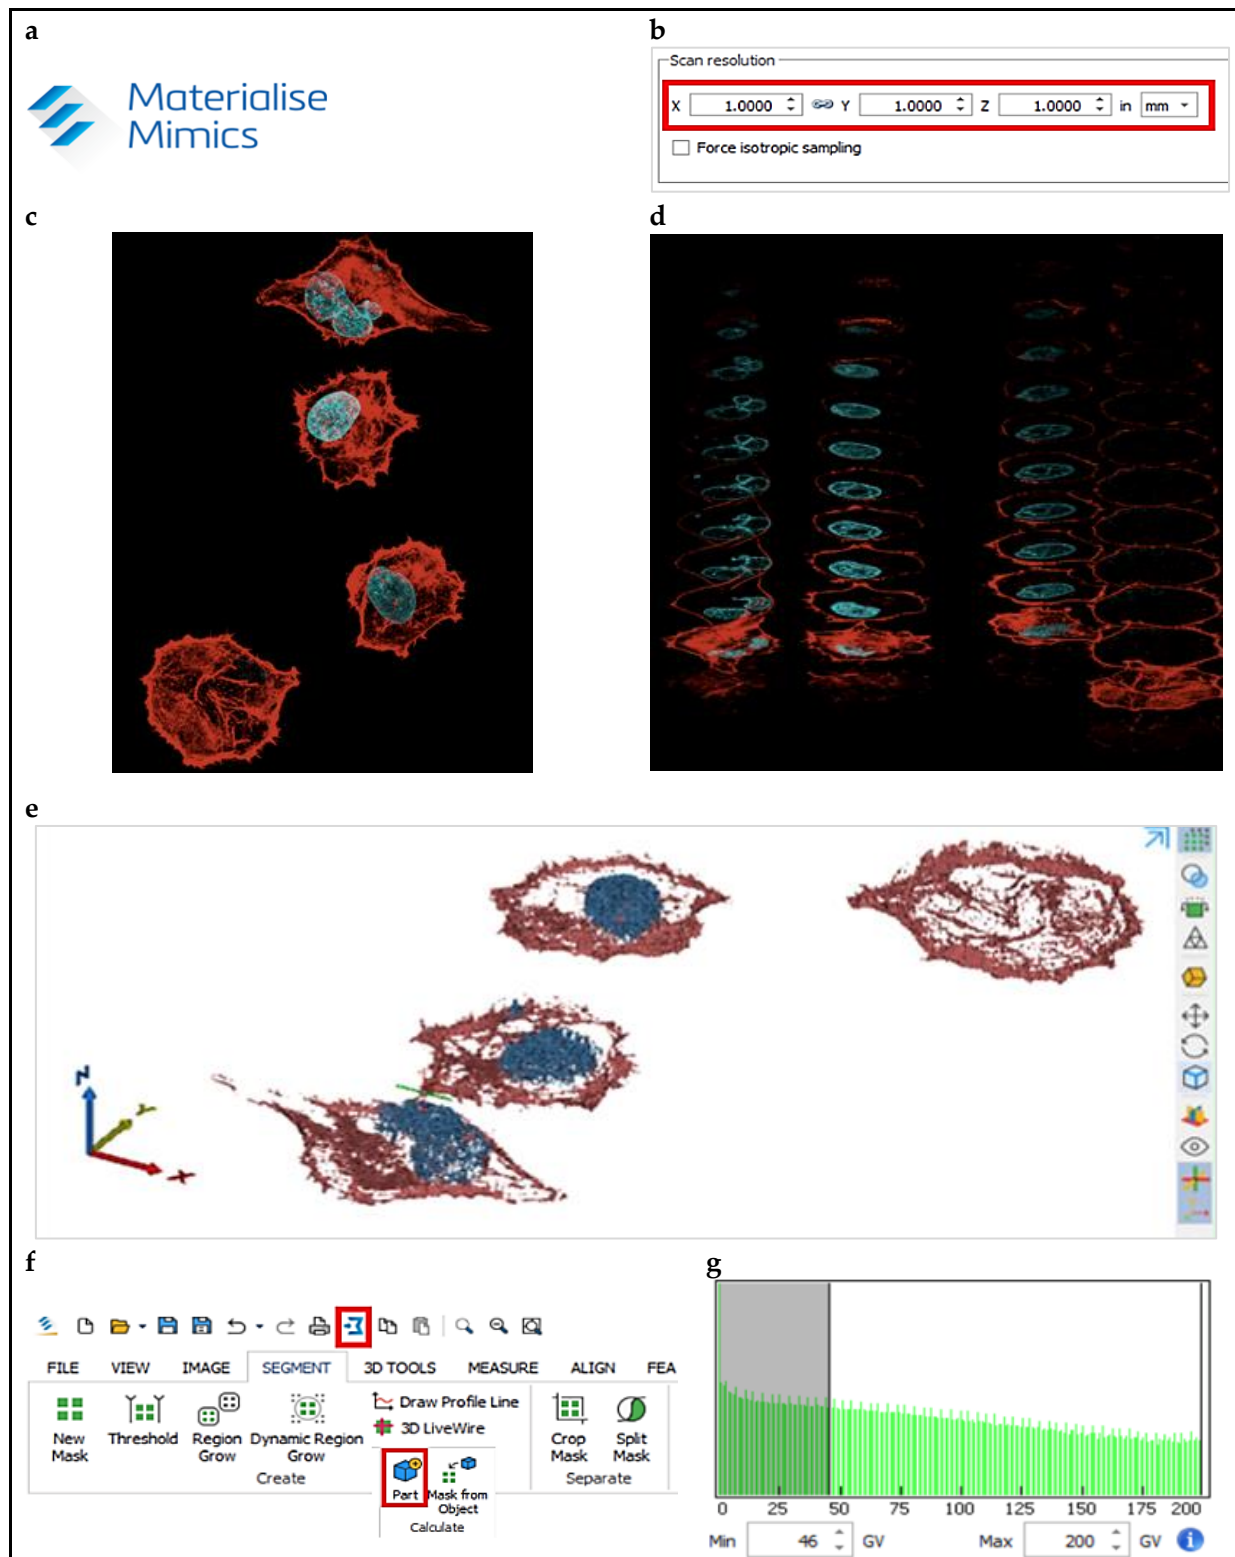 a
Materialise
Mimics
b
Scan resolution
X 1.0000 Y 1.0000 Z 1.0000 in mm
Force isotropic sampling
c
d
e
Z
Y
X
f
FILE VIEW IMAGE SEGMENT 3D TOOLS MEASURE ALIGN FEA
New Mask
Threshold
Region Grow
Dynamic Region Grow
Draw Profile Line
3D LiveWire
Create
Part
Mask from Object
Calculate
Crop Mask
Split Mask
Separate
g
0 25 50 75 100 125 150 175 200
Min 46 GV Max 200 GV